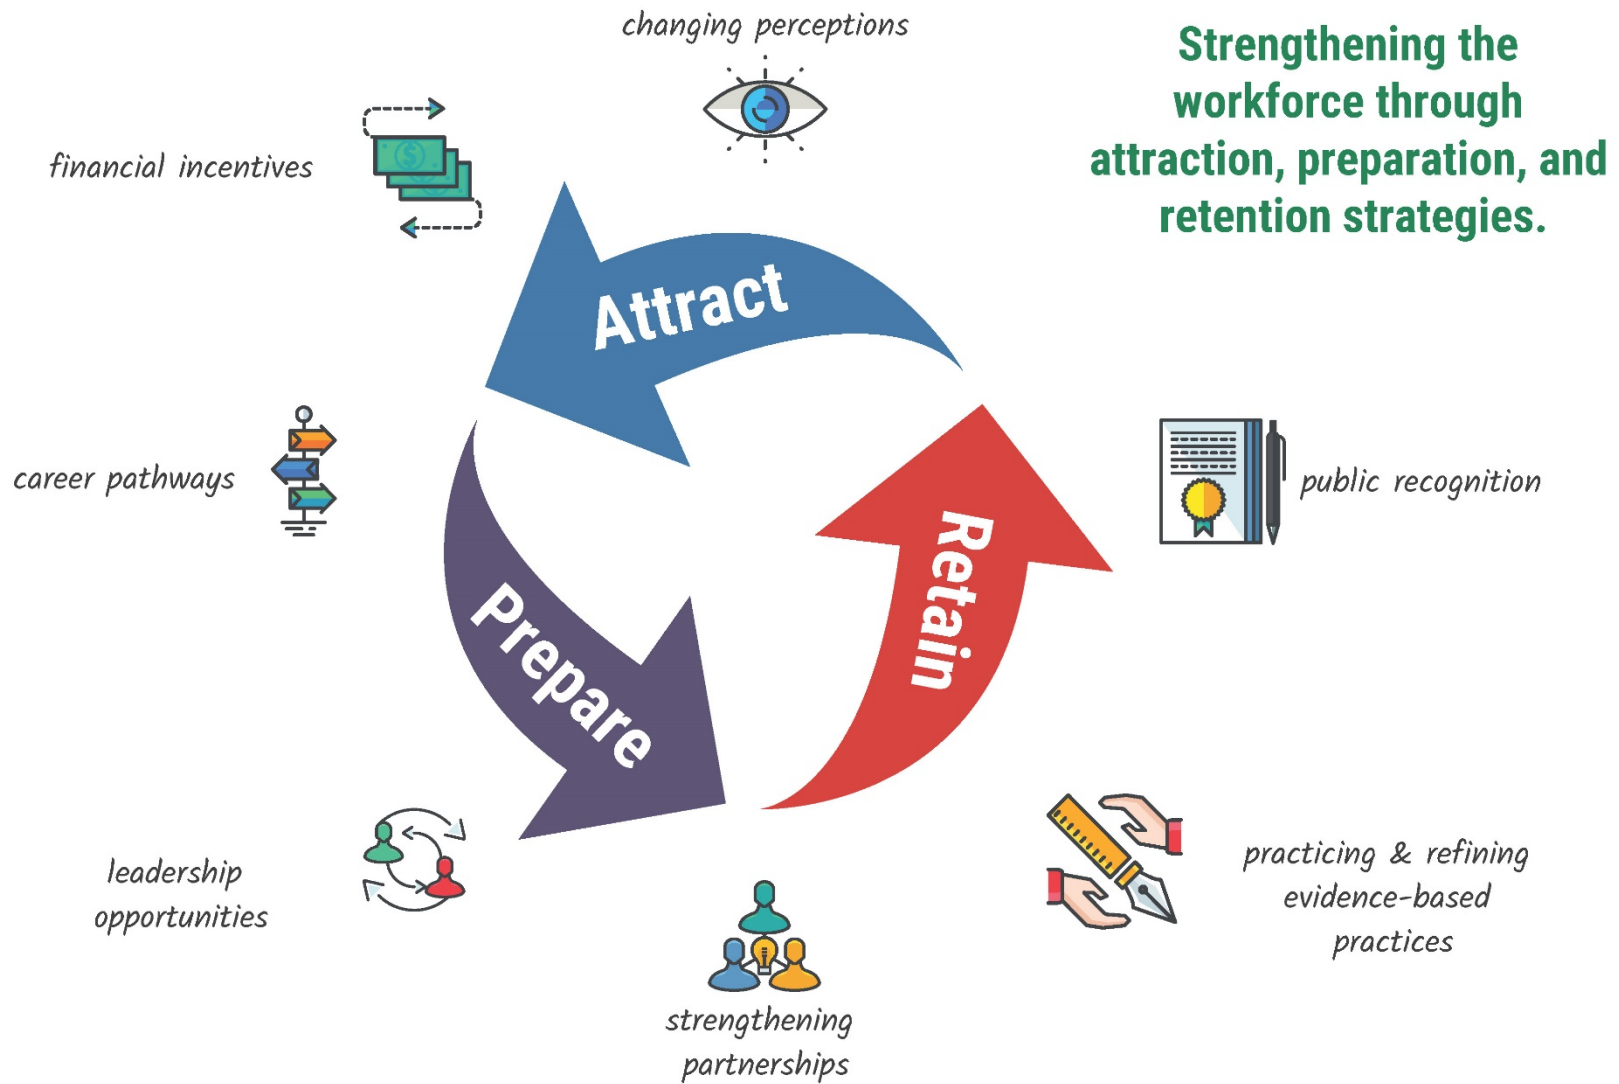 changing perceptions
Strengthening the
workforce through
attraction, preparation, and
retention strategies.
financial incentives
Attract
career pathways
Retain
public recognition
Prepare
leadership
opportunities
practicing & refining
evidence-based
practices
strengthening
partnerships
$